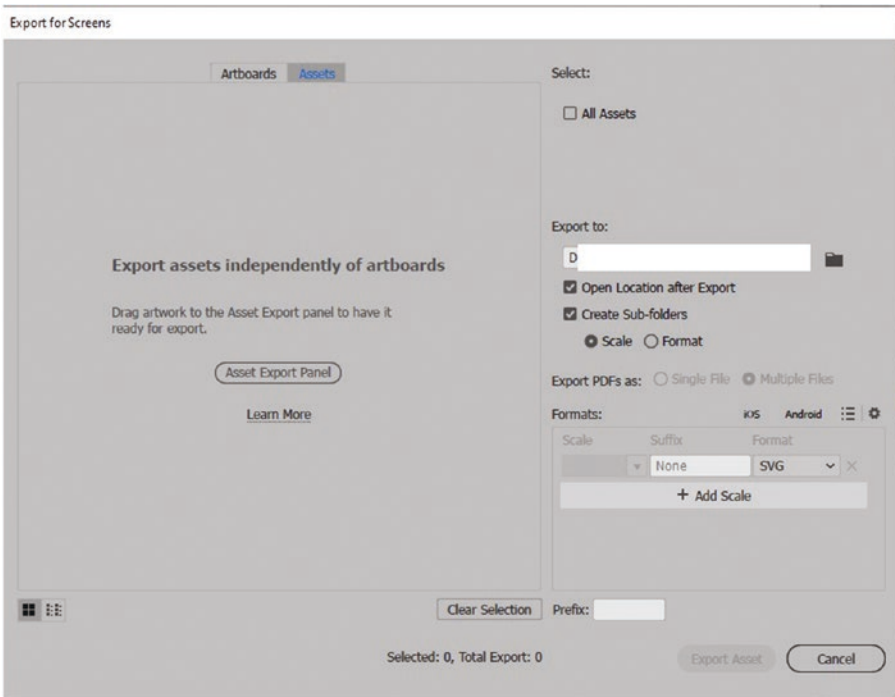 Export for Screens
Artboards Assets
Export assets independently of artboards
Drag artwork to the Asset Export panel to have it
ready for export.
Asset Export Panel
Learn More
Clear Selection
Selected: 0, Total Export: 0
Select:
All Assets
Export to:
D
Open Location after Export
Create Sub-folders
Scale Format
Export PDFs as: Single File Multiple Files
Formats: iOS Android
Scale Suffix Format
None SVG
+ Add Scale
Prefix:
Export Asset Cancel